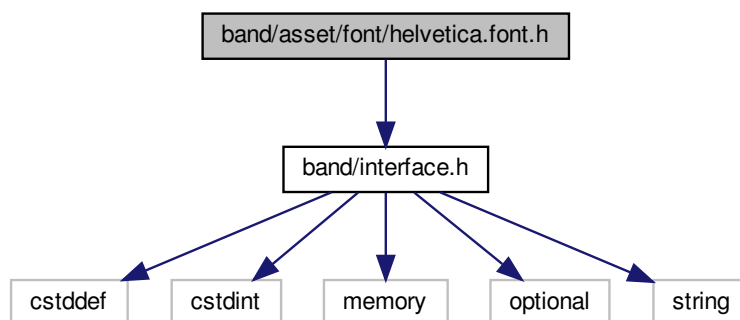 band/asset/font/helvetica.font.h
band/interface.h
cstddef cstdint memory optional string